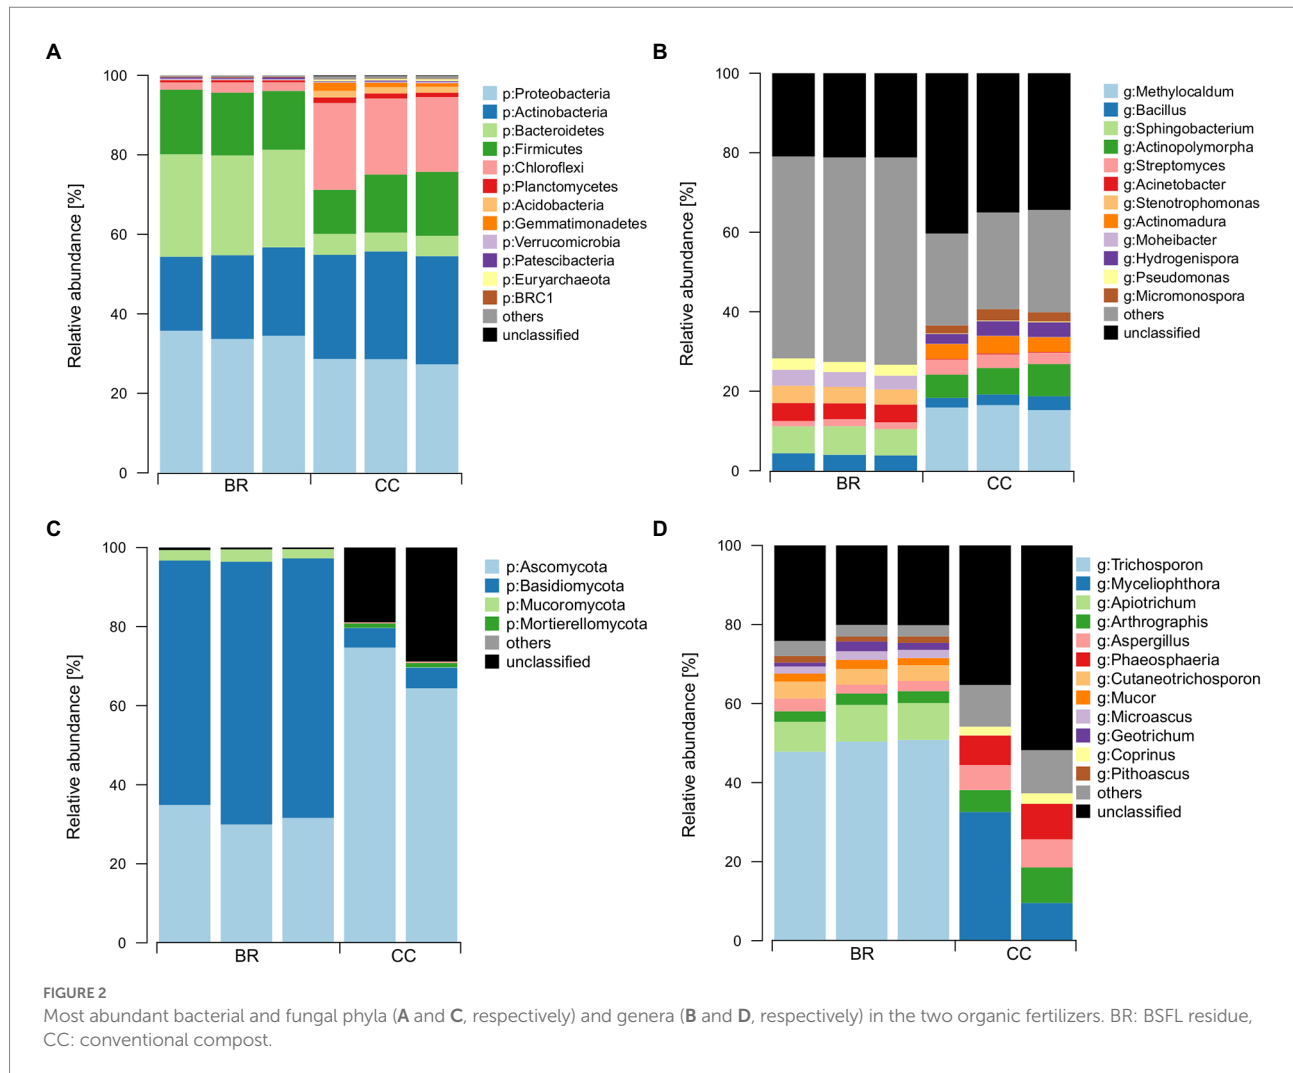 A
Relative abundance [%]
100
80
60
40
20
0
BR
CC
p:Proteobacteria
p:Actinobacteria
p:Bacteroidetes
p:Firmicutes
p:Chloroflexi
p:Planctomycetes
p:Acidobacteria
p:Gemmatimonadetes
p:Verrucomicrobia
p:Patescibacteria
p:Euryarchaeota
p:BRC1
others
unclassified
B
Relative abundance [%]
100
80
60
40
20
0
BR
CC
g:Methylocaldum
g:Bacillus
g:Sphingobacterium
g:Actinopolymorpha
g:Streptomyces
g:Acinetobacter
g:Stenotrophomonas
g:Actinomadura
g:Moheibacter
g:Hydrogenispora
g:Pseudomonas
g:Micromonospora
others
unclassified
C
Relative abundance [%]
100
80
60
40
20
0
BR
CC
p:Ascomycota
p:Basidiomycota
p:Mucoromycota
p:Mortierellomycota
others
unclassified
D
Relative abundance [%]
100
80
60
40
20
0
BR
CC
g:Trichosporon
g:Myceliophthora
g:Apiotrichum
g:Arthrographis
g:Aspergillus
g:Phaeosphaeria
g:Cutaneotrichosporon
g:Mucor
g:Microascus
g:Geotrichum
g:Coprinus
g:Pithoascus
others
unclassified
FIGURE 2
Most abundant bacterial and fungal phyla (A and C, respectively) and genera (B and D, respectively) in the two organic fertilizers. BR: BSFL residue,
CC: conventional compost.